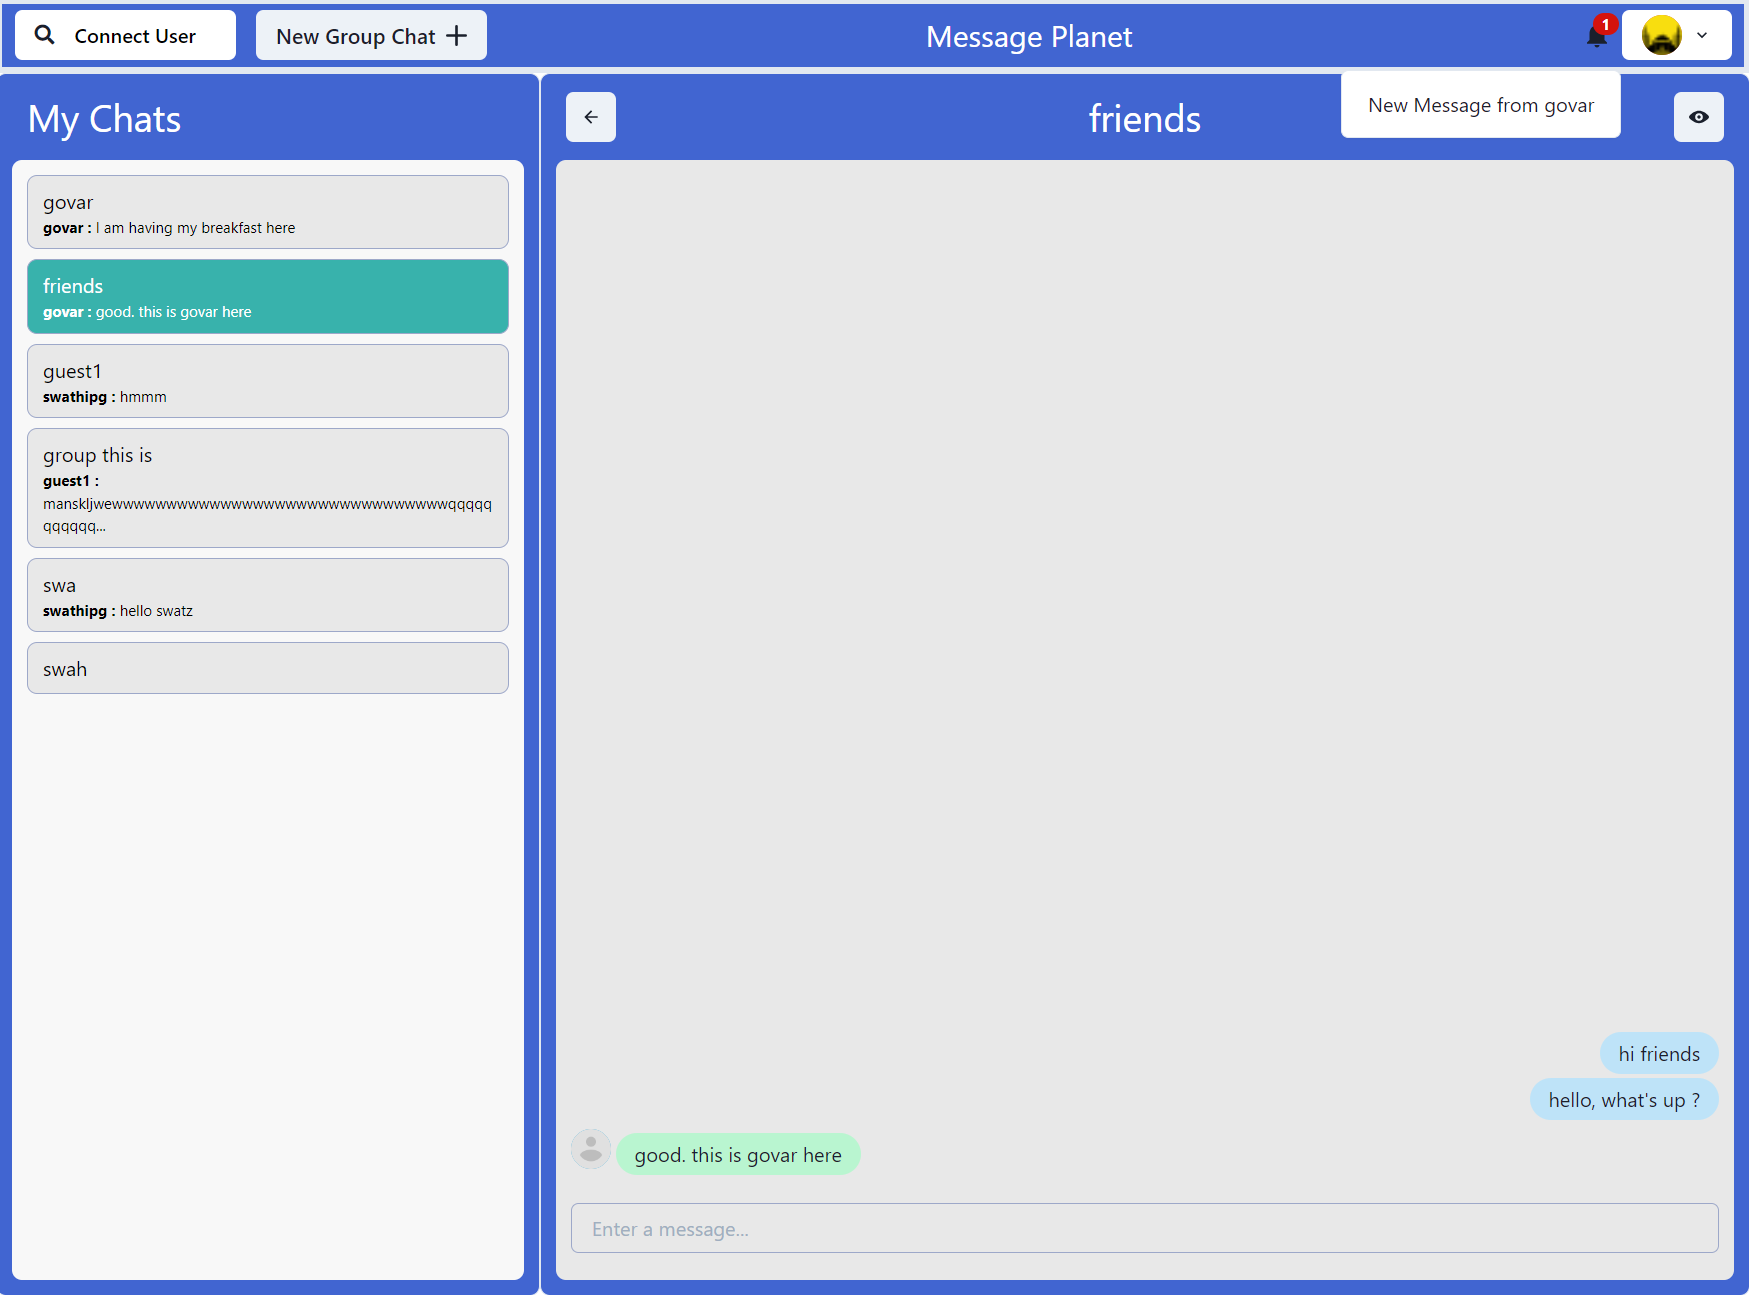 Connect User
New Group Chat
Message Planet
1
My Chats
friends
New Message from govar
govar
govar : I am having my breakfast here
friends
govar : good. this is govar here
guest1
swathipg : hmmm
group this is
guest1 :
manskljwewwwwwwwwwwwwwwwwwwwwwwwwwwwwwwwqqqqq
qqqqqq...
swa
swathipg : hello swatz
swah
hi friends
hello, what's up ?
good. this is govar here
Enter a message...